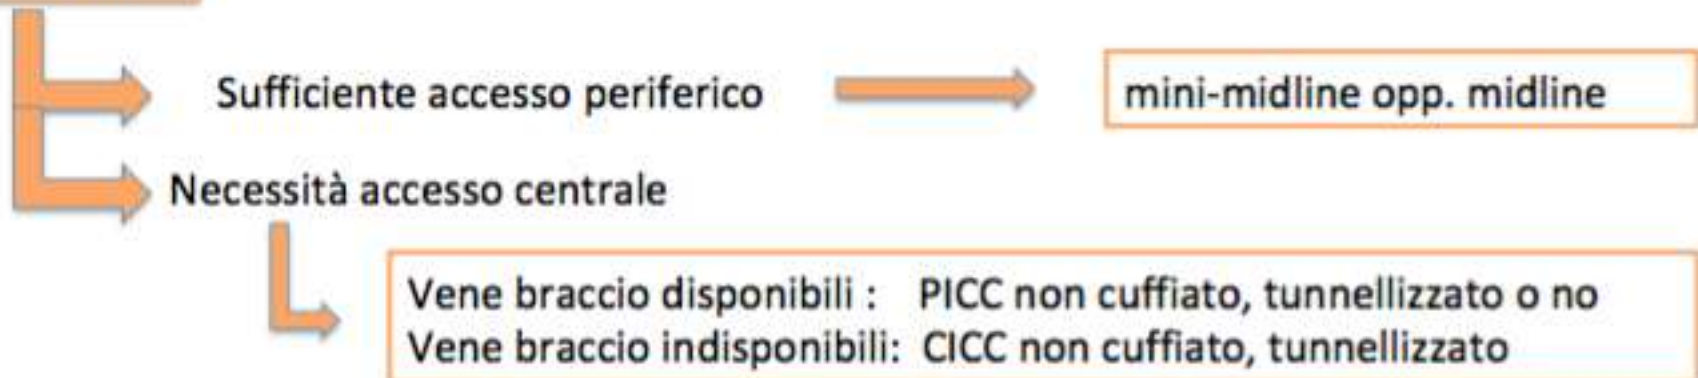 Sufficiente accesso periferico
mini-midline opp. midline
Necessità accesso centrale
Vene braccio disponibili : PICC non cuffiato, tunnellizzato o no
Vene braccio indisponibili: CICC non cuffiato, tunnellizzato